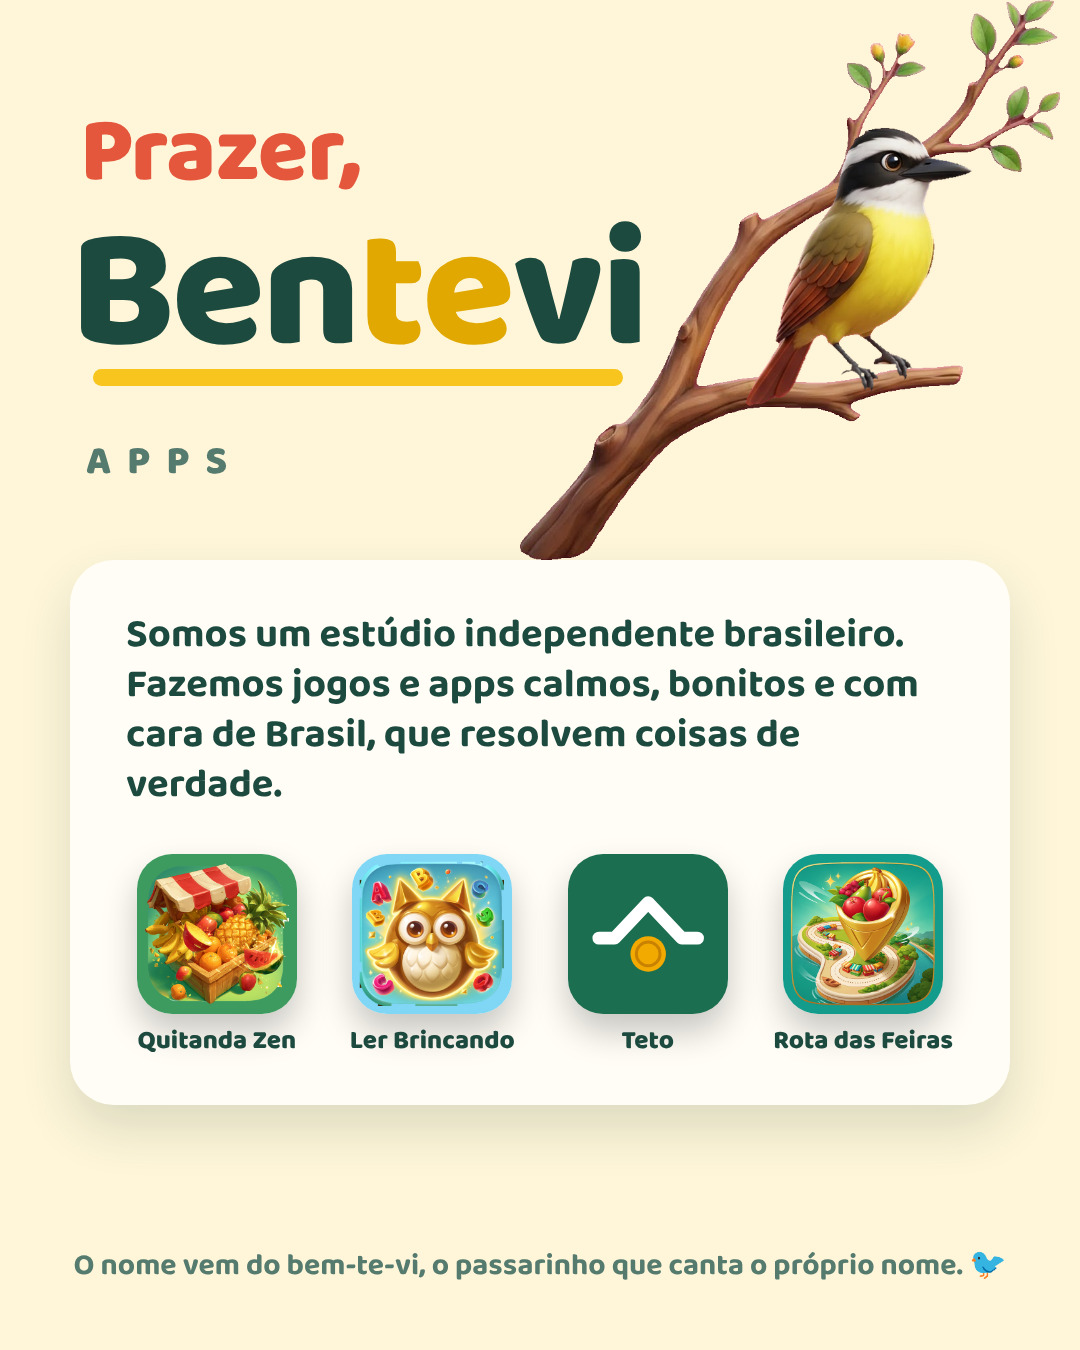 Prazer,
Bentevi
APPS
Somos um estúdio independente brasileiro.
Fazemos jogos e apps calmos, bonitos e com
cara de Brasil, que resolvem coisas de
verdade.
Quitanda Zen
Ler Brincando
Teto
Rota das Feiras
O nome vem do bem-te-vi, o passarinho que canta o próprio nome. 🐦